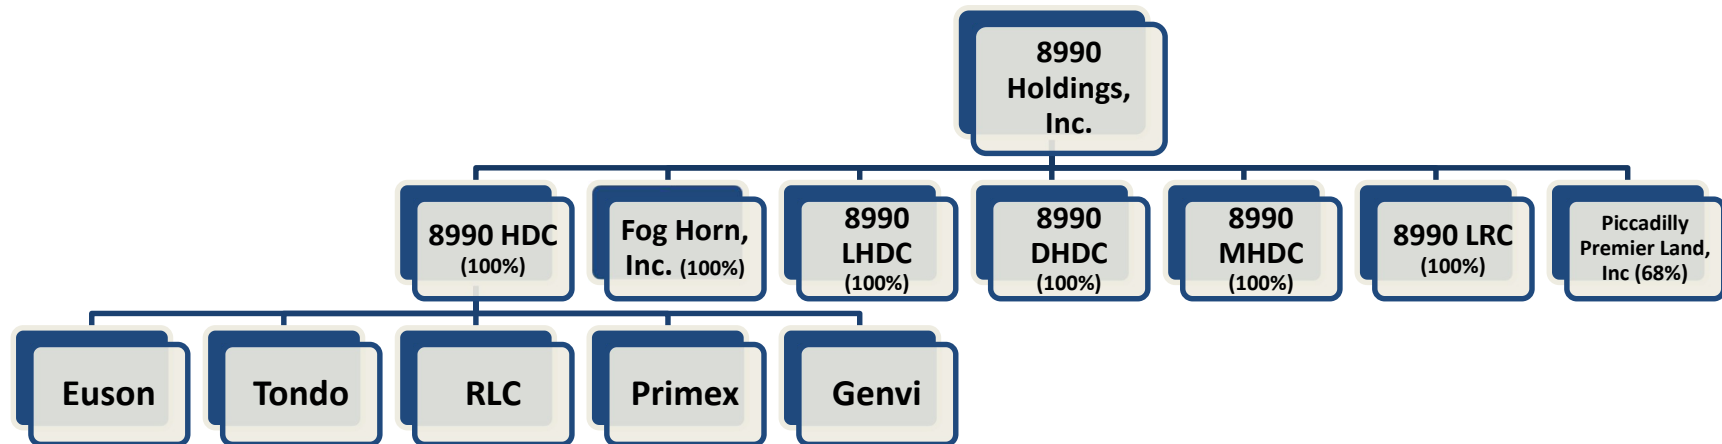 8990
Holdings,
Inc.
8990 HDC
(100%)
Fog Horn,
Inc. (100%)
8990
LHDC
(100%)
8990
DHDC
(100%)
8990
MHDC
(100%)
8990 LRC
(100%)
Piccadilly
Premier Land,
Inc (68%)
Euson
Tondo
RLC
Primex
Genvi